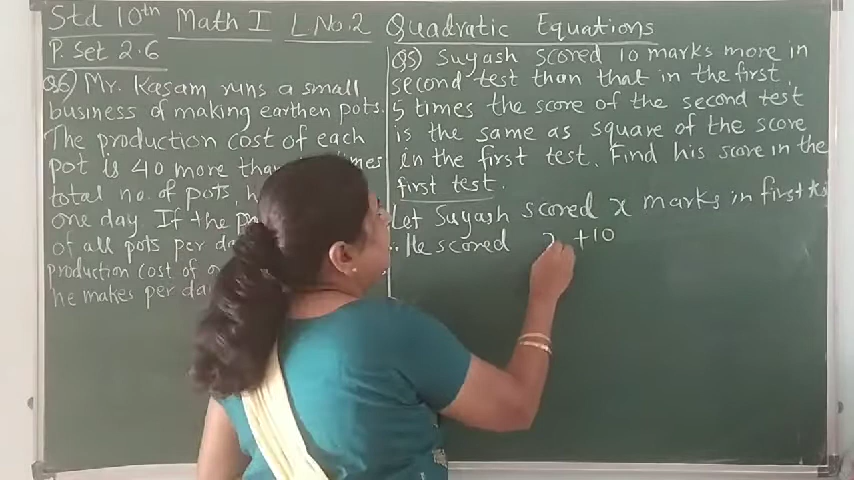 Std 10th Math I L No.2 Quadratic Equations
P. Set 2.6
Q6) Mr. Kasam runs a small
business of making earthen pots.
The production cost of each
pot is 40 more than times
total no. of pots, h
one day If the p
of all pots per da
production cost of
he makes per da
Q5) Suyash scored 10 marks more in
second test than that in the first.
5 times the score of the second test
is the same as square of the score
in the first test. Find his score in the
first test.
Let Suyash scored x marks in first
∴ He scored +10